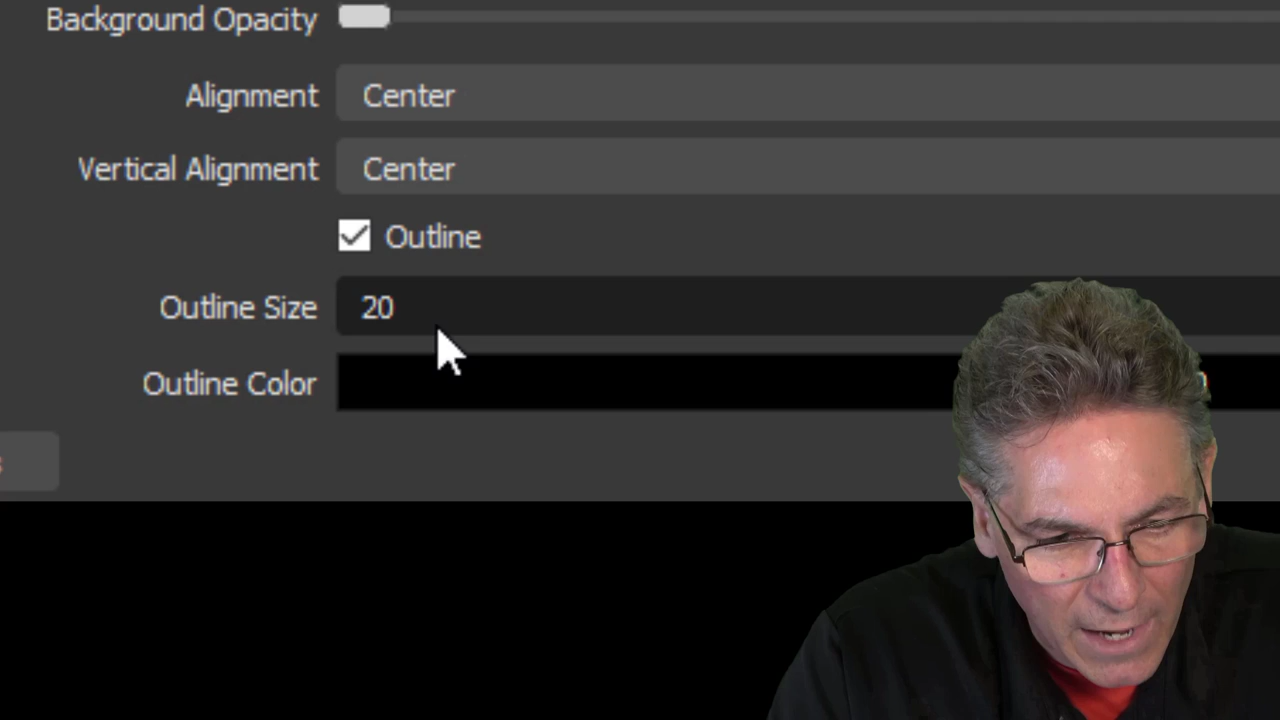 Background Opacity
Alignment Center
Vertical Alignment Center
Outline
Outline Size 20
Outline Color